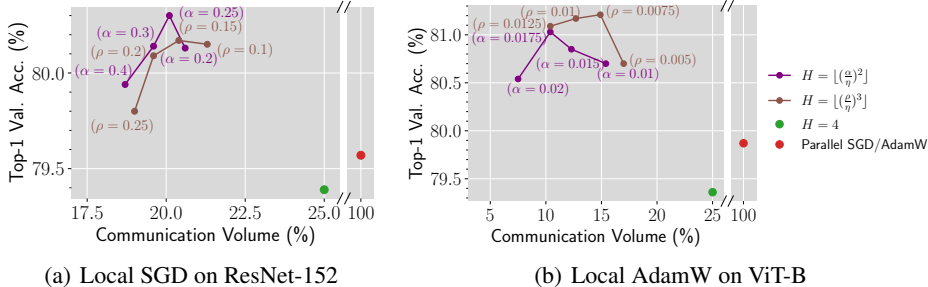 (α = 0.25)
(α = 0.3)
(ρ = 0.15)
(ρ = 0.2)
(ρ = 0.1)
(α = 0.2)
(α = 0.4)
(ρ = 0.25)
80.0
79.5
17.5 20.0 22.5 25.0 100
Top-1 Val. Acc. (%)
Communication Volume (%)
(a) Local SGD on ResNet-152
(ρ = 0.01)
(ρ = 0.0075)
(ρ = 0.0125)
(α = 0.0175)
(α = 0.015)
(ρ = 0.005)
(α = 0.01)
(α = 0.02)
81.0
80.5
80.0
79.5
5 10 15 20 25 100
Top-1 Val. Acc. (%)
Communication Volume (%)
(b) Local AdamW on ViT-B
H = ⌊(α/η)²⌋
H = ⌊(ρ/η)³⌋
H = 4
Parallel SGD/AdamW